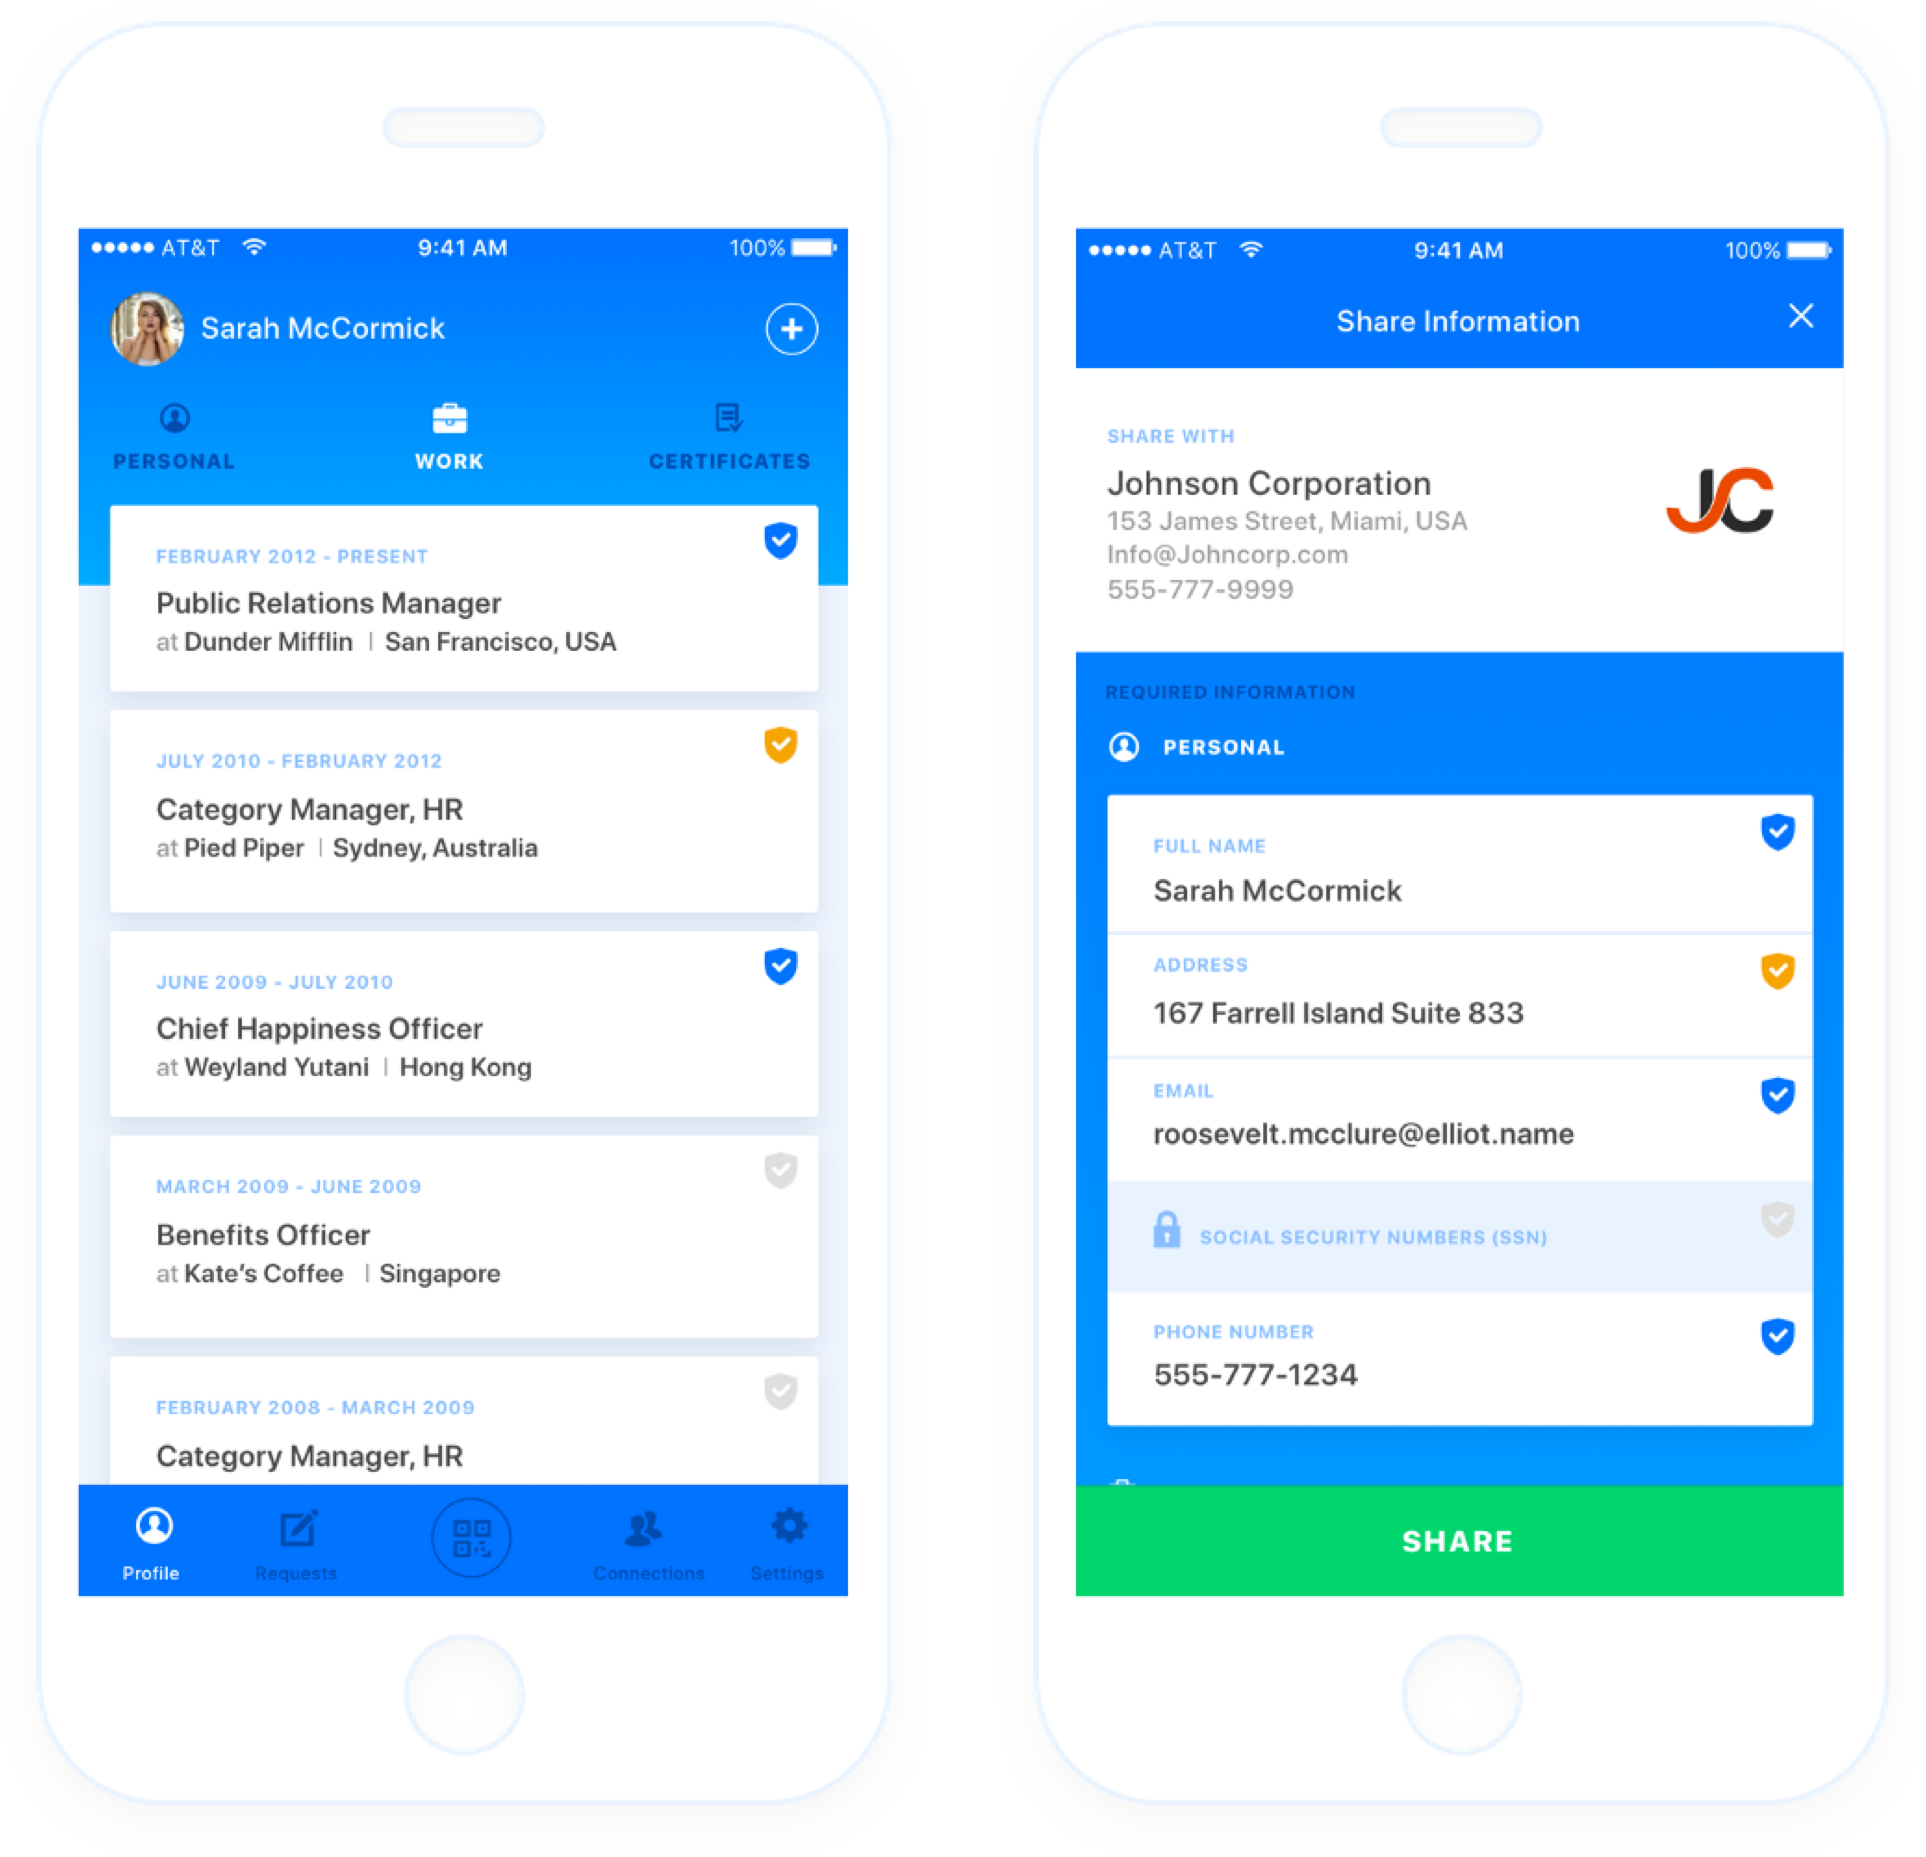 AT&T 9:41 AM 100%
Sarah McCormick
PERSONAL WORK CERTIFICATES
FEBRUARY 2012 - PRESENT
Public Relations Manager
at Dunder Mifflin | San Francisco, USA
JULY 2010 - FEBRUARY 2012
Category Manager, HR
at Pied Piper | Sydney, Australia
JUNE 2009 - JULY 2010
Chief Happiness Officer
at Weyland Yutani | Hong Kong
MARCH 2009 - JUNE 2009
Benefits Officer
at Kate's Coffee | Singapore
FEBRUARY 2008 - MARCH 2009
Category Manager, HR
Profile Requests Connections Settings
AT&T 9:41 AM 100%
Share Information
SHARE WITH
Johnson Corporation
JC
153 James Street, Miami, USA
Info@Johncorp.com
555-777-9999
REQUIRED INFORMATION
PERSONAL
FULL NAME
Sarah McCormick
ADDRESS
167 Farrell Island Suite 833
EMAIL
roosevelt.mcclure@elliot.name
SOCIAL SECURITY NUMBERS (SSN)
PHONE NUMBER
555-777-1234
SHARE